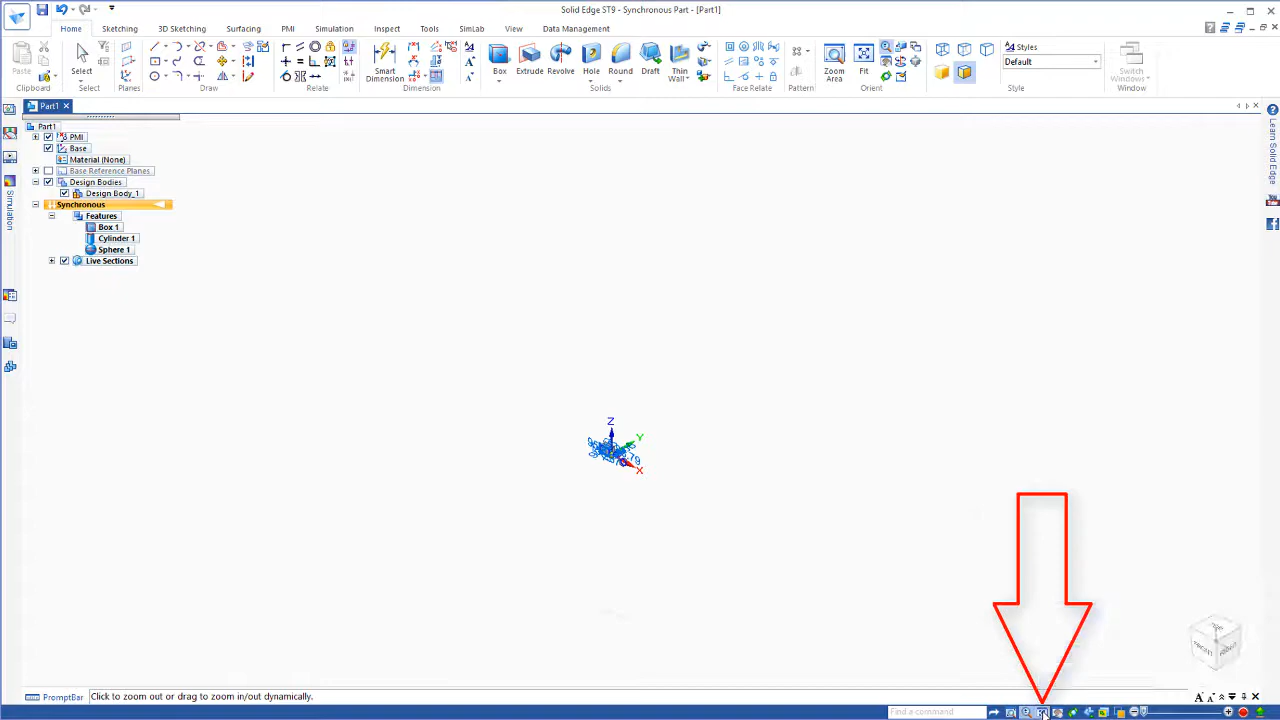 Solid Edge ST9 - Synchronous Part - [Part1]
Home Sketching 3D Sketching Surfacing PMI Simulation Inspect Tools SimLab View Data Management
Paste Select Smart Dimension Box Extrude Revolve Hole Round Draft Thin Wall Zoom Area Fit Styles Default Switch Windows
Clipboard Select Planes Draw Relate Dimension Solids Face Relate Pattern Orient Style Window
Part1
Part1
PMI
Base
Material (None)
Base Reference Planes
Design Bodies
Design Body_1
Synchronous
Features
Box 1
Cylinder 1
Sphere 1
Live Sections
Simulation
Learn Solid Edge
You
Z
Y
X
TOP
FRONT
RIGHT
PromptBar Click to zoom out or drag to zoom in/out dynamically.
Find a command